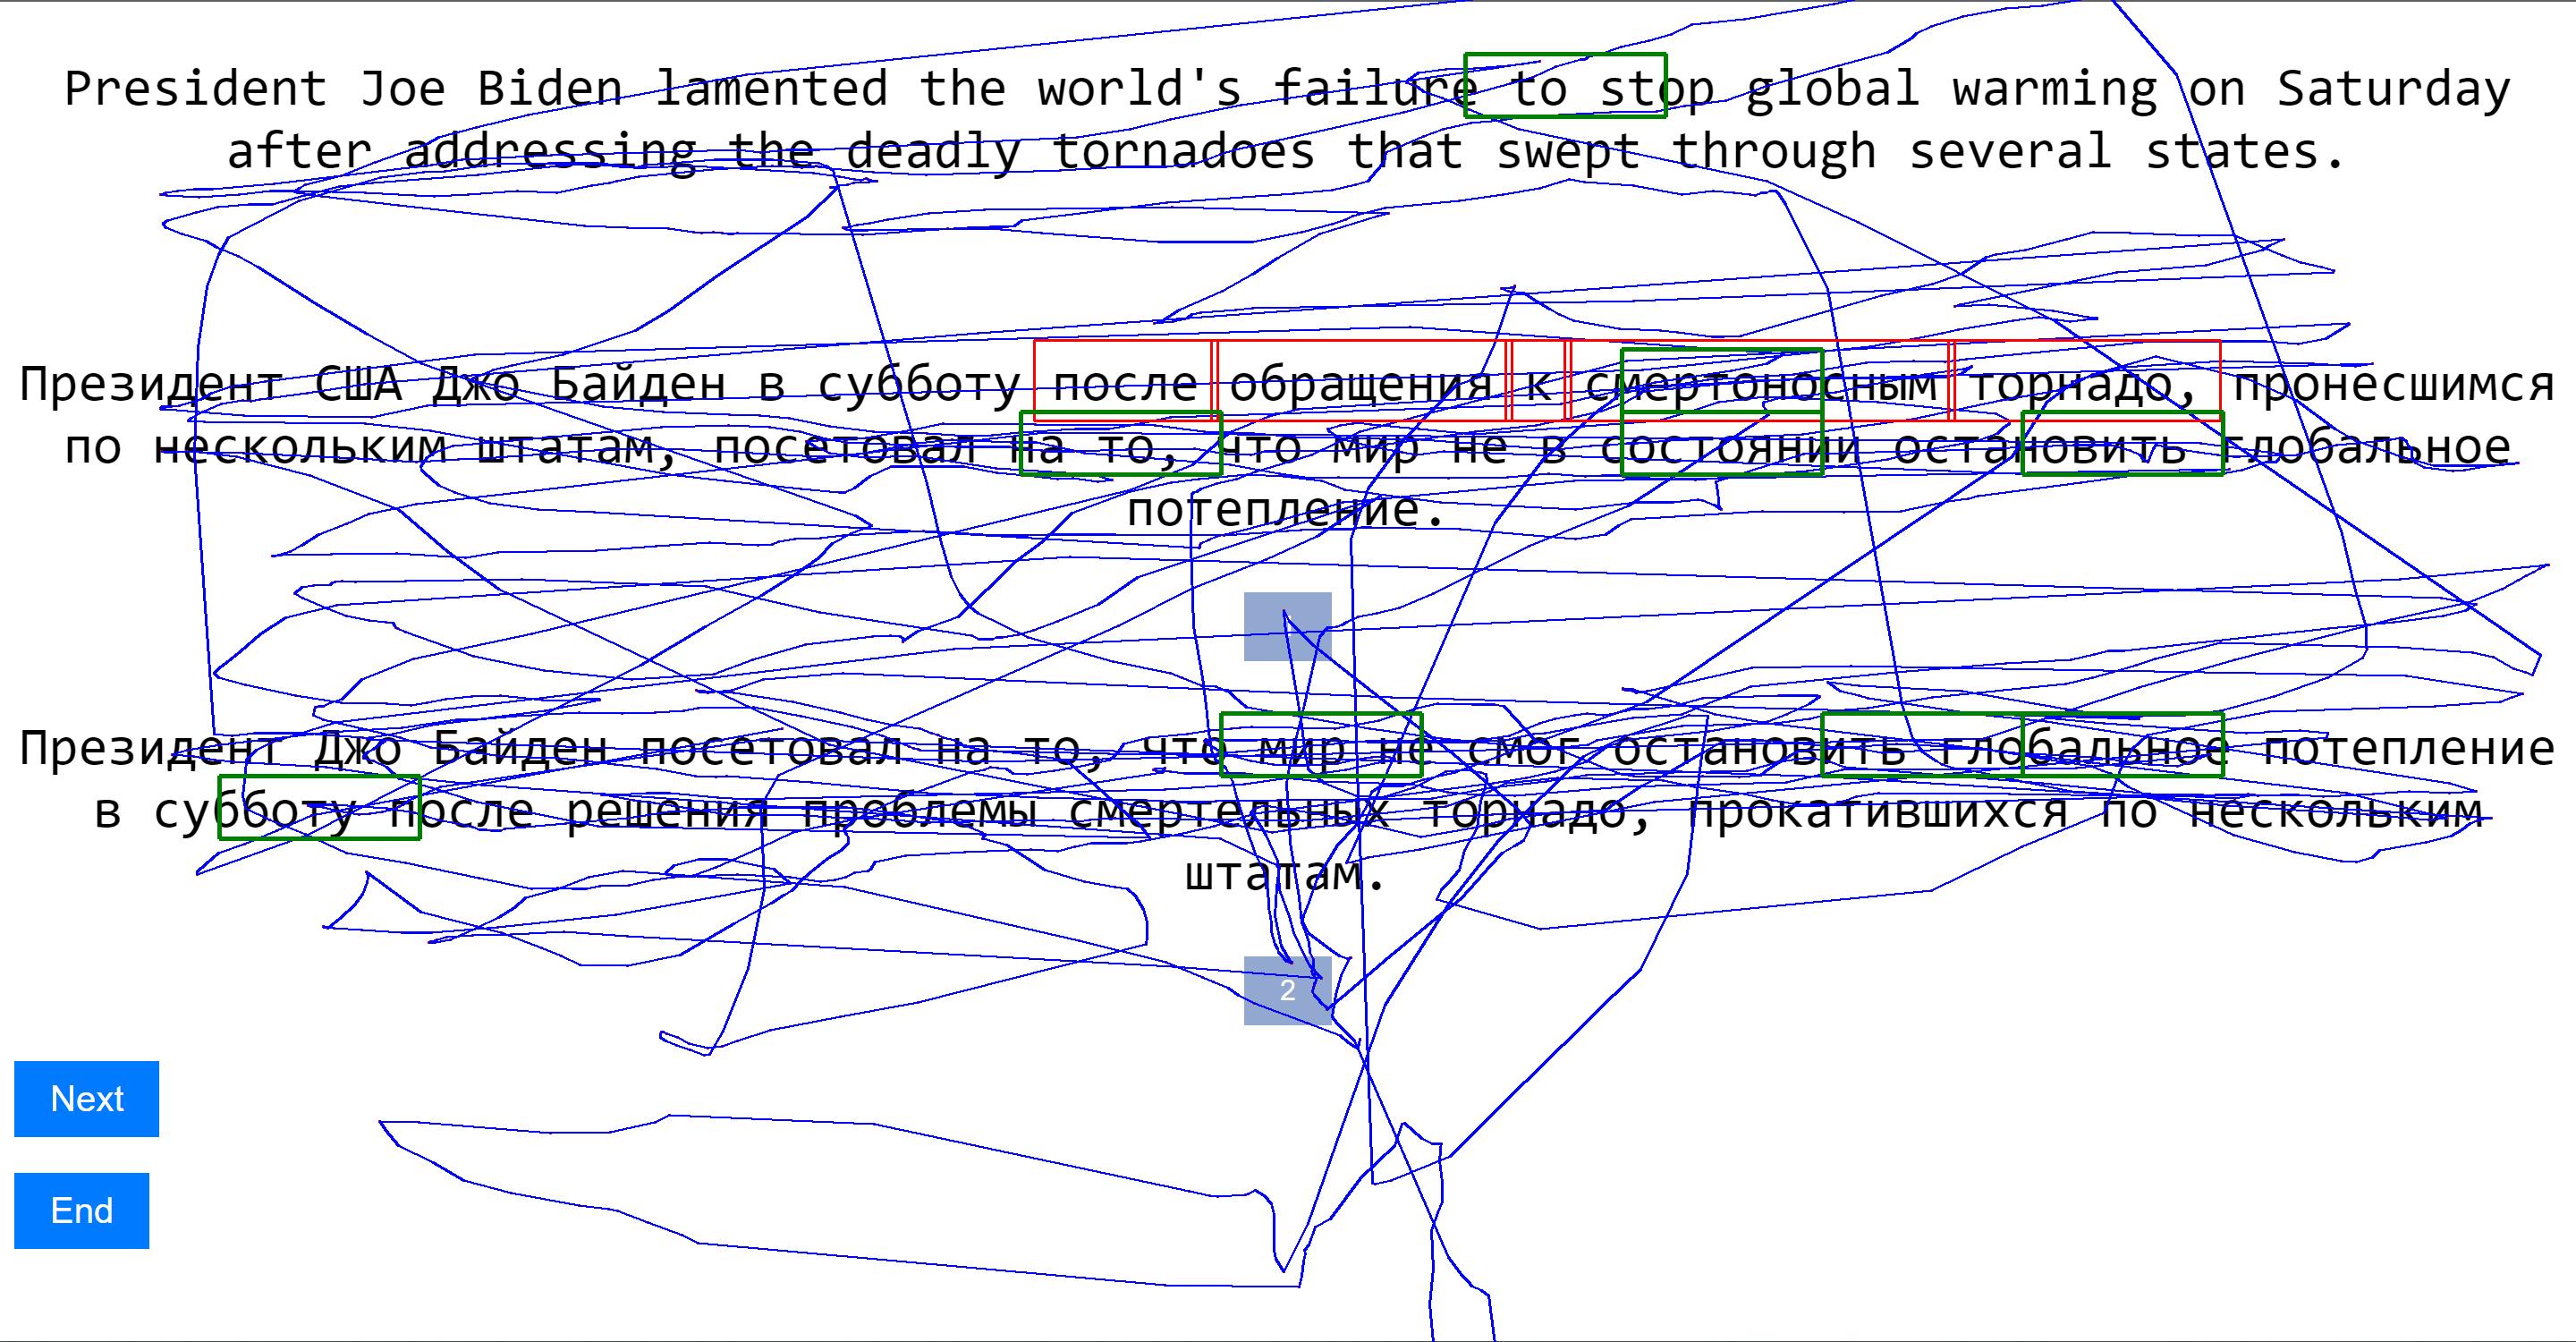 President Joe Biden lamented the world's failure to stop global warming on Saturday
after addressing the deadly tornadoes that swept through several states.
Президент США Джо Байден в субботу после обращения к смертоносным торнадо, пронесшимся
по нескольким штатам, посетовал на то, что мир не в состоянии остановить глобальное
потепление.
Президент Джо Байден посетовал на то, что мир не смог остановить глобальное потепление
в субботу после решения проблемы смертельных торнадо, прокатившихся по нескольким
штатам.
2
Next
End